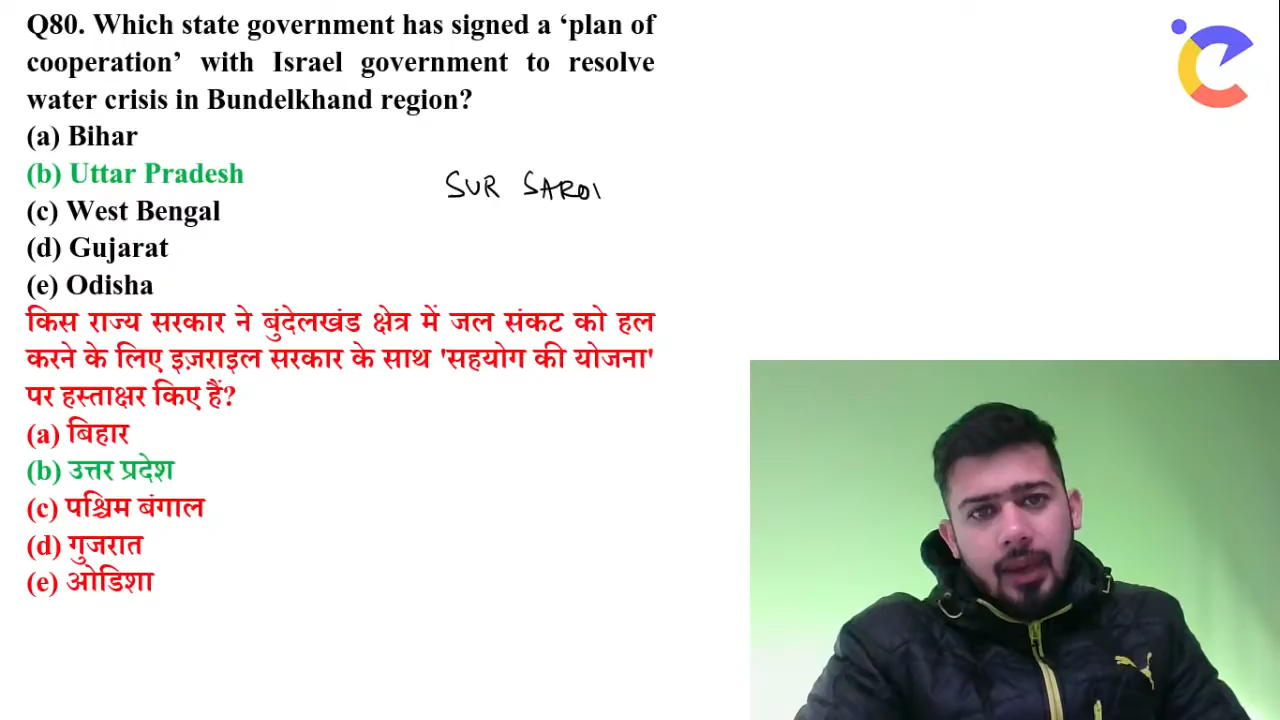 Q80. Which state government has signed a ‘plan of
cooperation’ with Israel government to resolve
water crisis in Bundelkhand region?
(a) Bihar
(b) Uttar Pradesh
SUR SAROI
(c) West Bengal
(d) Gujarat
(e) Odisha
किस राज्य सरकार ने बुंदेलखंड क्षेत्र में जल संकट को हल
करने के लिए इज़राइल सरकार के साथ 'सहयोग की योजना'
पर हस्ताक्षर किए हैं?
(a) बिहार
(b) उत्तर प्रदेश
(c) पश्चिम बंगाल
(d) गुजरात
(e) ओडिशा